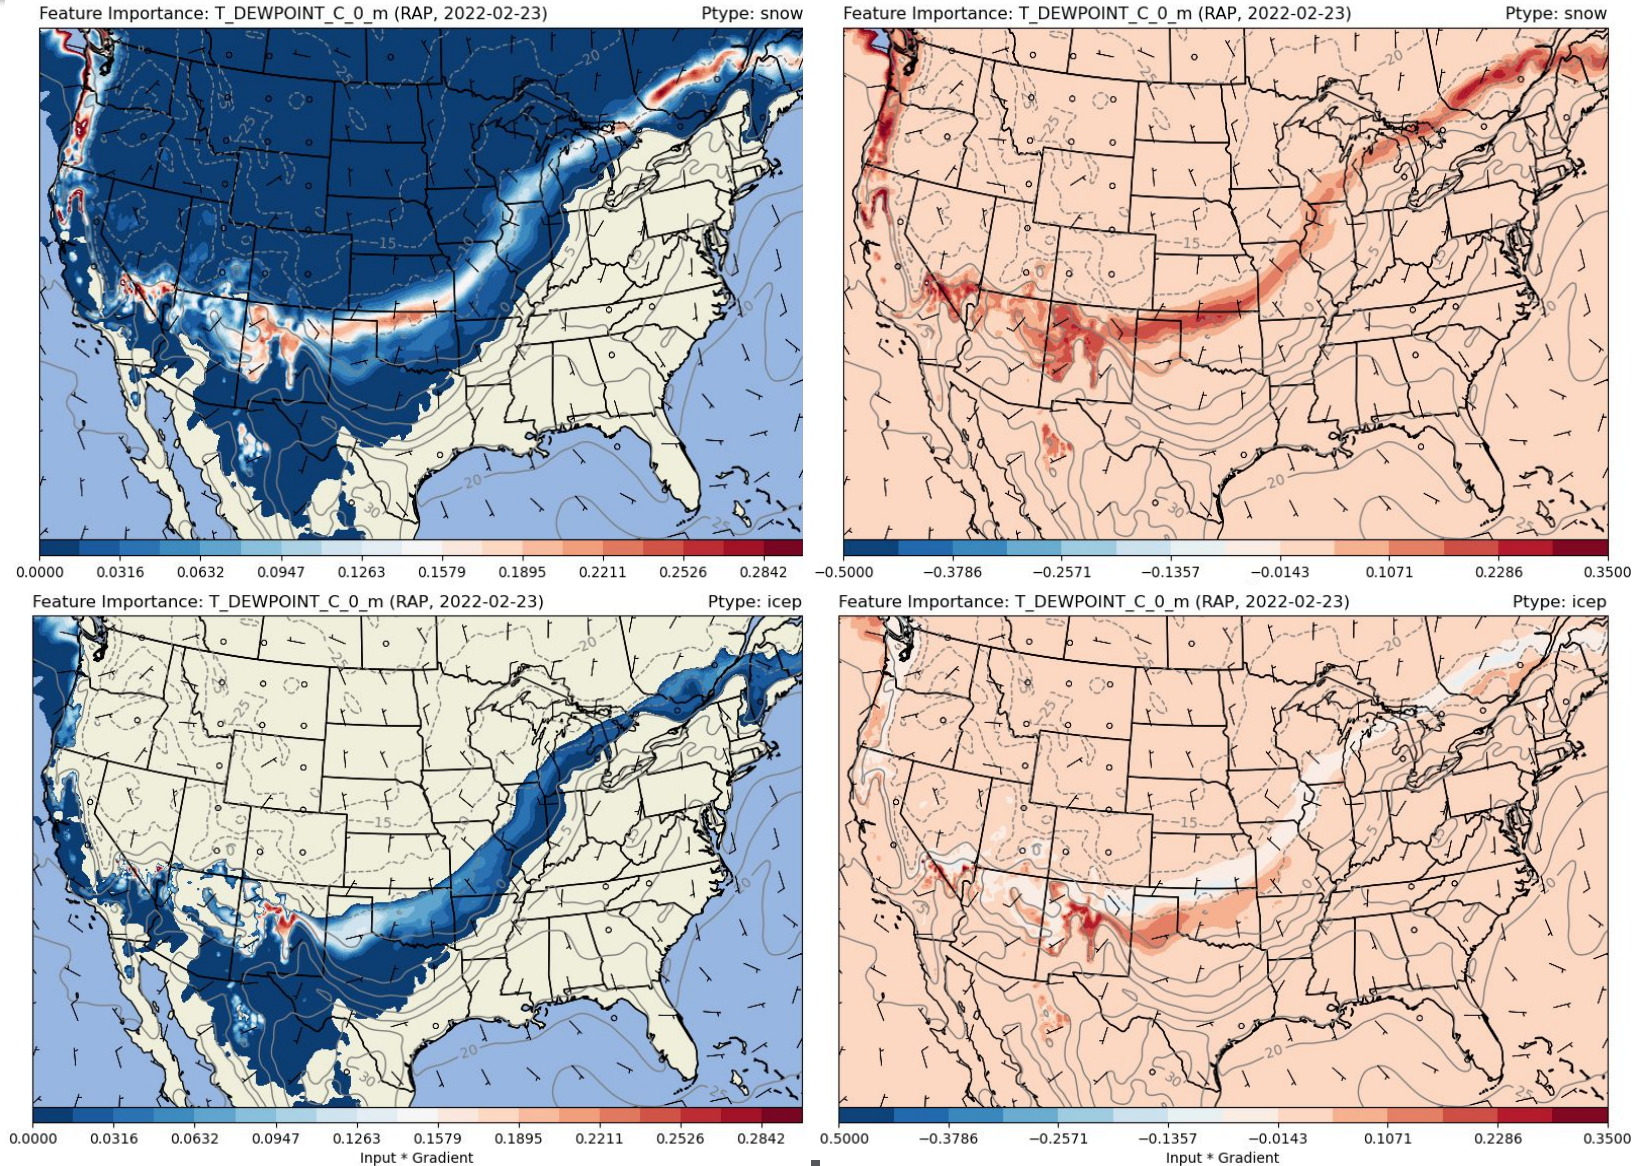 Feature Importance: T_DEWPOINT_C_0_m (RAP, 2022-02-23) Ptype: snow
Feature Importance: T_DEWPOINT_C_0_m (RAP, 2022-02-23) Ptype: snow
0.0000 0.0316 0.0632 0.0947 0.1263 0.1579 0.1895 0.2211 0.2526 0.2842
−0.5000 −0.3786 −0.2571 −0.1357 −0.0143 0.1071 0.2286 0.3500
Feature Importance: T_DEWPOINT_C_0_m (RAP, 2022-02-23) Ptype: icep
Feature Importance: T_DEWPOINT_C_0_m (RAP, 2022-02-23) Ptype: icep
0.0000 0.0316 0.0632 0.0947 0.1263 0.1579 0.1895 0.2211 0.2526 0.2842
0.5000 −0.3786 −0.2571 −0.1357 −0.0143 0.1071 0.2286 0.3500
Input * Gradient
Input * Gradient